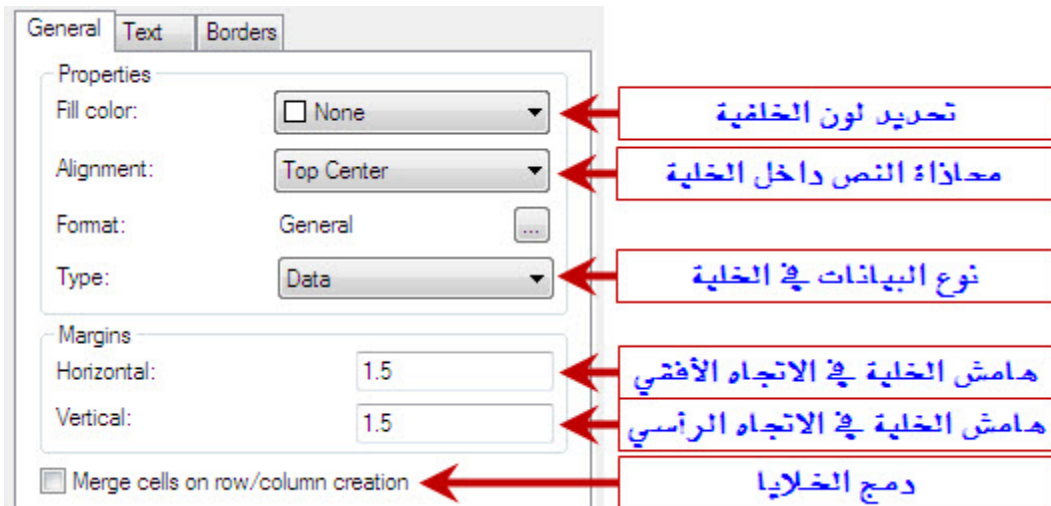 General Text Borders
Properties
Fill color: None تحديد لون الخلفية
Alignment: Top Center محاذاة النص داخل الخلية
Format: General ...
Type: Data نوع البيانات في الخلية
Margins
Horizontal: 1.5 هامش الخلية في الاتجاه الأفقي
Vertical: 1.5 هامش الخلية في الاتجاه الرأسي
Merge cells on row/column creation دمج الخلايا